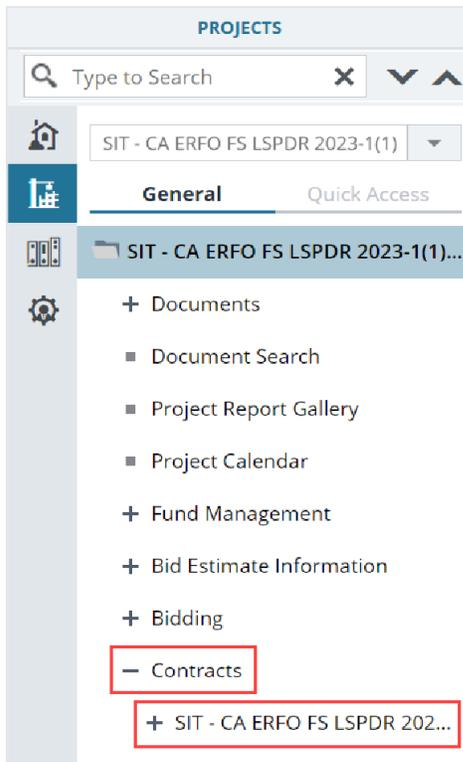 PROJECTS
Type to Search
SIT - CA ERFO FS LSPDR 2023-1(1)
General Quick Access
SIT - CA ERFO FS LSPDR 2023-1(1)...
Documents
Document Search
Project Report Gallery
Project Calendar
Fund Management
Bid Estimate Information
Bidding
Contracts
SIT - CA ERFO FS LSPDR 202...